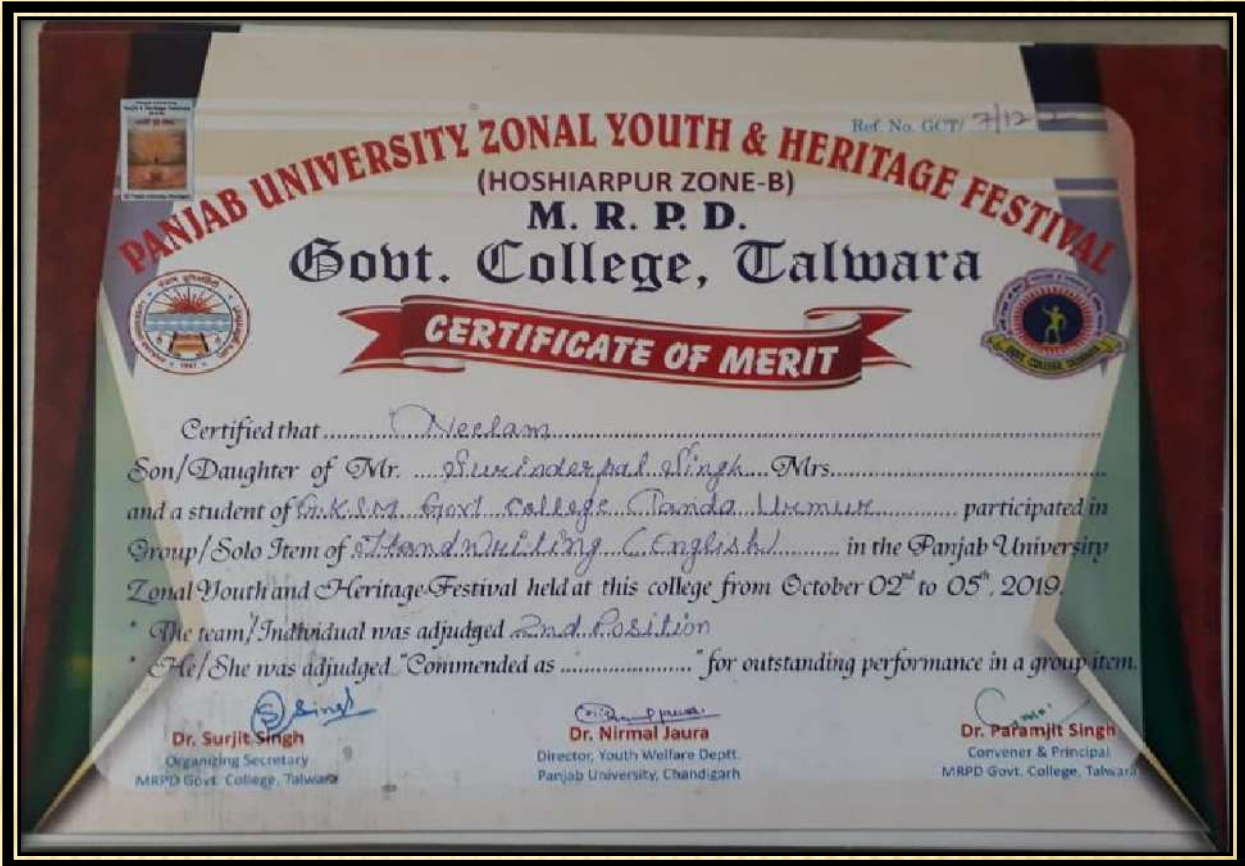 Ref. No. GCT/ 7/12
PANJAB UNIVERSITY ZONAL YOUTH & HERITAGE FESTIVAL
(HOSHIARPUR ZONE-B)
M. R. P. D.
Govt. College, Talwara
CERTIFICATE OF MERIT
GOVT. COLLEGE, TALWARA
Certified that ......... Neelam .........
Son/Daughter of Mr. .... Surinderpal Singh .... Mrs. .........
and a student of G.K.S.M. Govt College Tanda Urmur ......... participated in
Group/Solo Item of Handwriting (English) ......... in the Panjab University
Zonal Youth and Heritage Festival held at this college from October 02nd to 05th, 2019.
* The team/Individual was adjudged 2nd Position
* He/She was adjudged "Commended as ......................" for outstanding performance in a group item.
Singh
Dr. Surjit Singh
Organizing Secretary
MRPD Govt. College, Talwara
Dr. Nirmal Jaura
Director, Youth Welfare Deptt.
Panjab University, Chandigarh
Dr. Paramjit Singh
Convener & Principal
MRPD Govt. College, Talwara